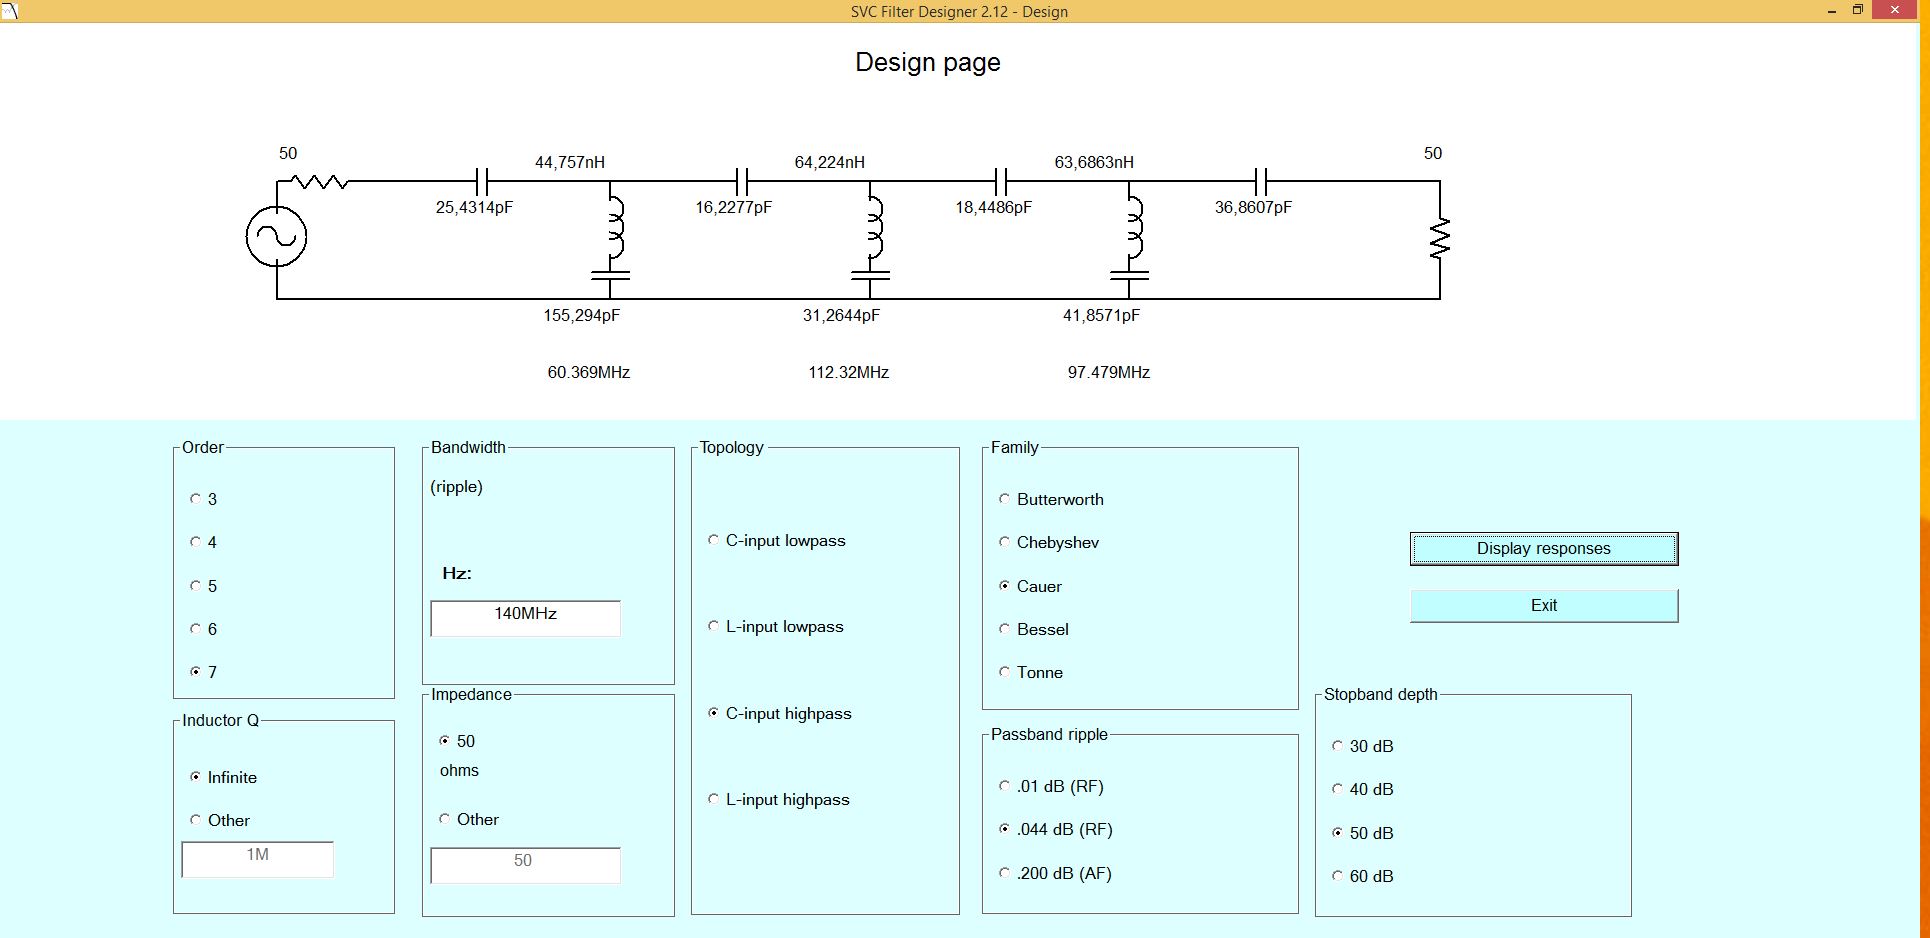 SVC Filter Designer 2.12 - Design
Design page
50
44,757nH
64,224nH
63,6863nH
50
25,4314pF
16,2277pF
18,4486pF
36,8607pF
155,294pF
31,2644pF
41,8571pF
60.369MHz
112.32MHz
97.479MHz
Order
3
4
5
6
7
Inductor Q
Infinite
Other
1M
Bandwidth
(ripple)
Hz:
140MHz
Impedance
50
ohms
Other
50
Topology
C-input lowpass
L-input lowpass
C-input highpass
L-input highpass
Family
Butterworth
Chebyshev
Cauer
Bessel
Tonne
Passband ripple
.01 dB (RF)
.044 dB (RF)
.200 dB (AF)
Display responses
Exit
Stopband depth
30 dB
40 dB
50 dB
60 dB